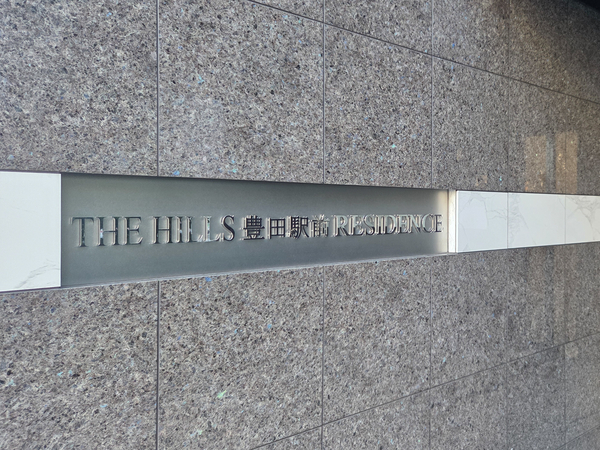 THE HILLS 豊田駅前 RESIDENCE